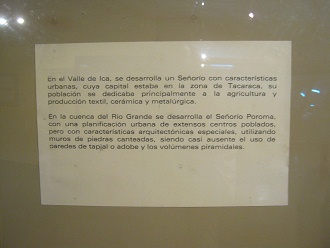 En el Valle de Ica, se desarrolla un Señorío con características
urbanas, cuya capital estaba en la zona de Tacaraca, su
población se dedicaba principalmente a la agricultura y
producción textil, cerámica y metalúrgica.
En la cuenca del Río Grande se desarrolla el Señorío Poroma,
con una planificación urbana de extensos centros poblados,
pero con características arquitectónicas especiales, utilizando
muros de piedras canteadas, siendo casi ausente el uso de
paredes de tapial o adobe y los volúmenes piramidales.